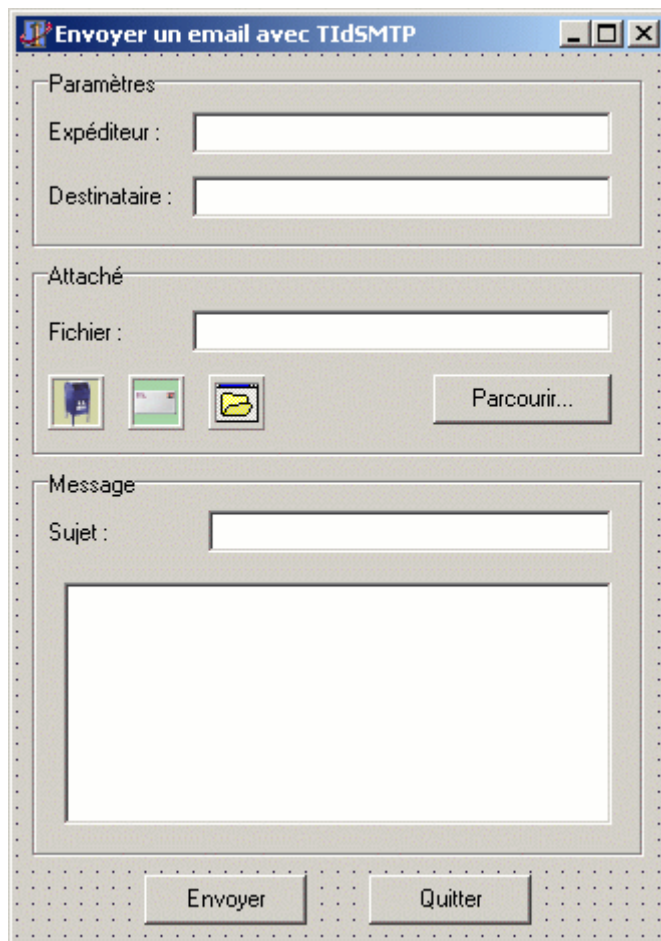 Envoyer un email avec TIdSMTP
Paramètres
Expéditeur :
Destinataire :
Attaché
Fichier :
Parcourir...
Message
Sujet :
Envoyer
Quitter